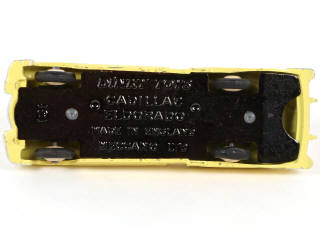 DINKY TOYS
CADILLAC
ELDORADO
MADE IN ENGLAND
MECCANO LTD